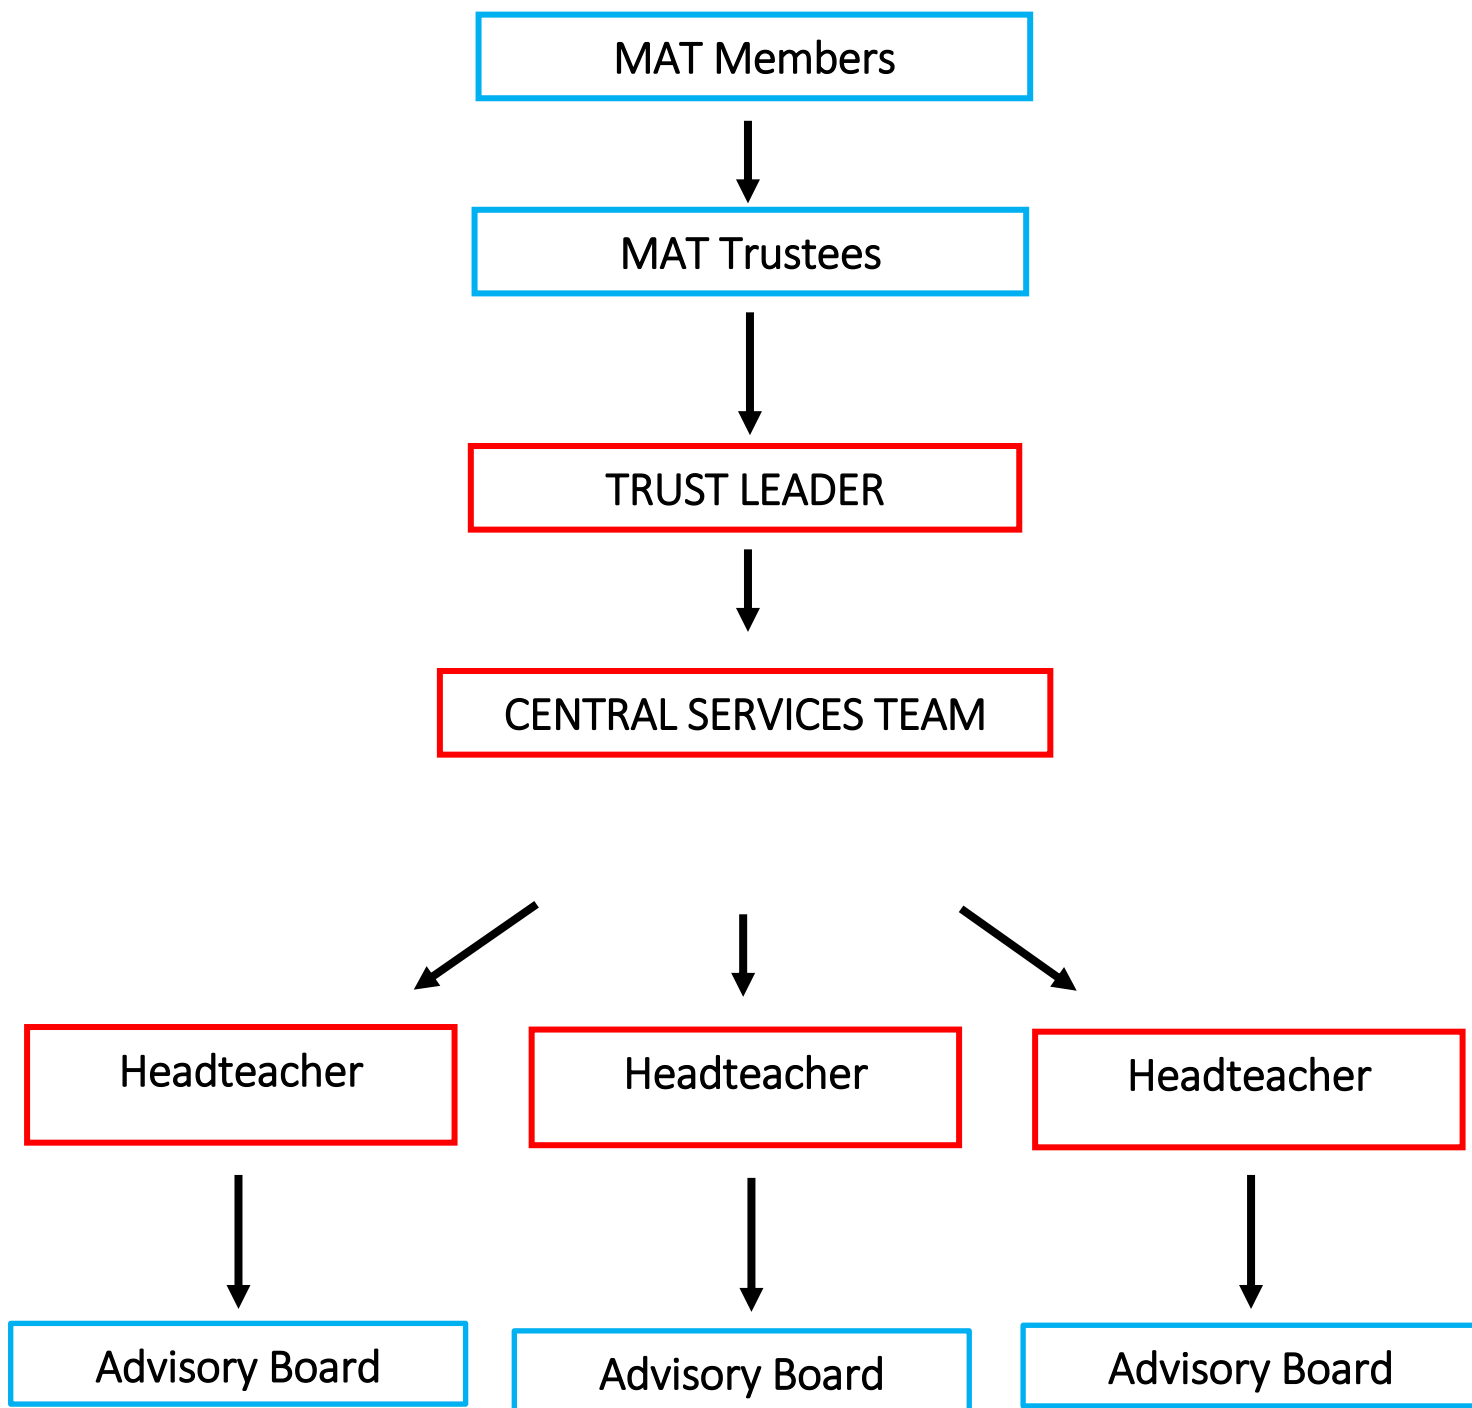 MAT Members
MAT Trustees
TRUST LEADER
CENTRAL SERVICES TEAM
Headteacher
Headteacher
Headteacher
Advisory Board
Advisory Board
Advisory Board